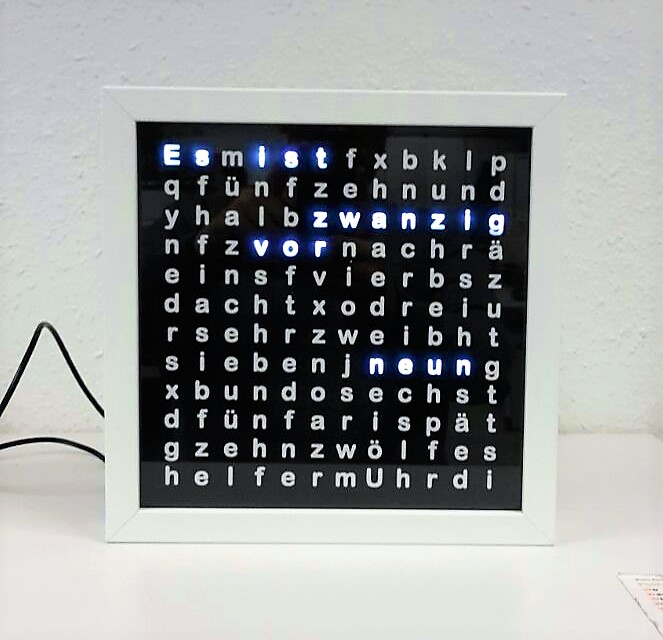 E s m i s t f x b k l p
q f ü n f z e h n u n d
y h a l b z w a n z i g
n f z v o r n a c h r ä
e i n s f v i e r b s z
d a c h t x o d r e i u
r s e h r z w e i b h t
s i e b e n j n e u n g
x b u n d o s e c h s t
d f ü n f a r i s p ä t
g z e h n z w ö l f e s
h e l f e r m U h r d i